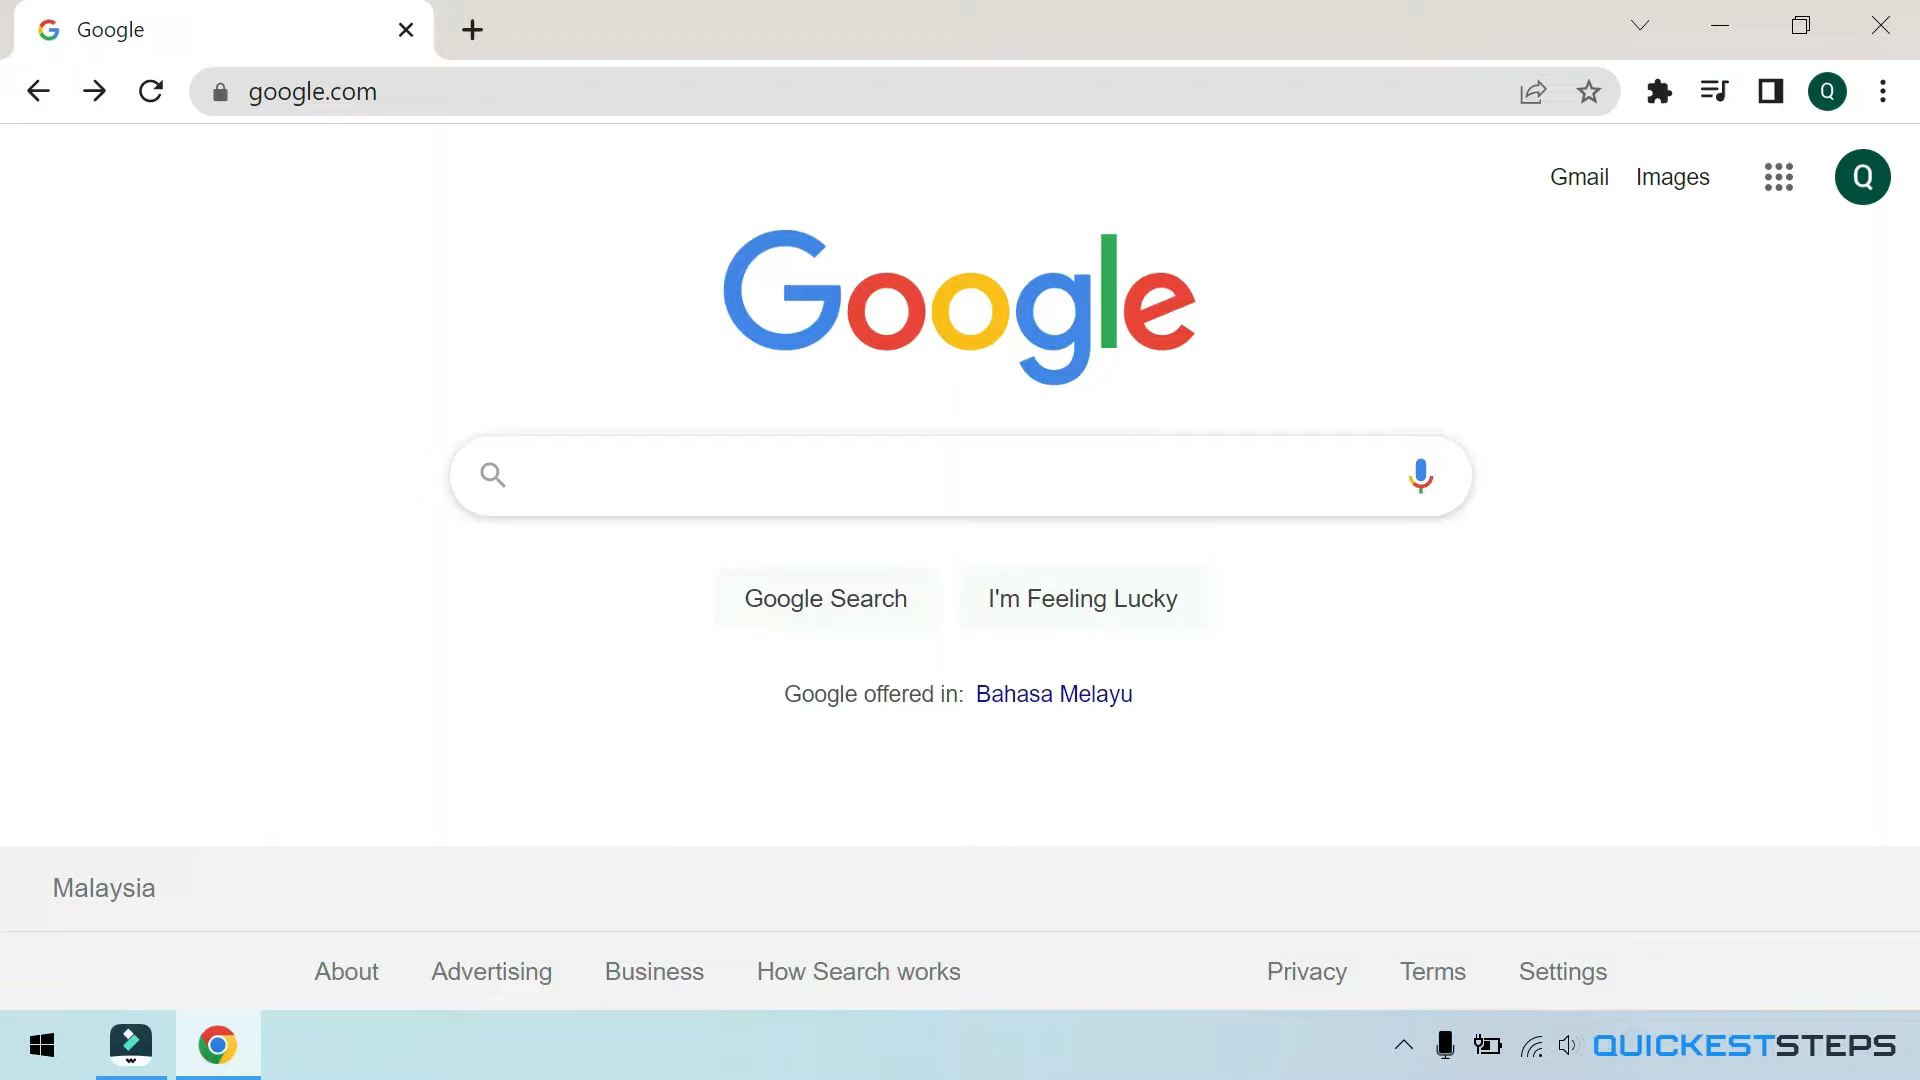 Google
google.com
Q
Gmail Images
Q
Google
Google Search I'm Feeling Lucky
Google offered in: Bahasa Melayu
Malaysia
About Advertising Business How Search works Privacy Terms Settings
QUICKESTSTEPS